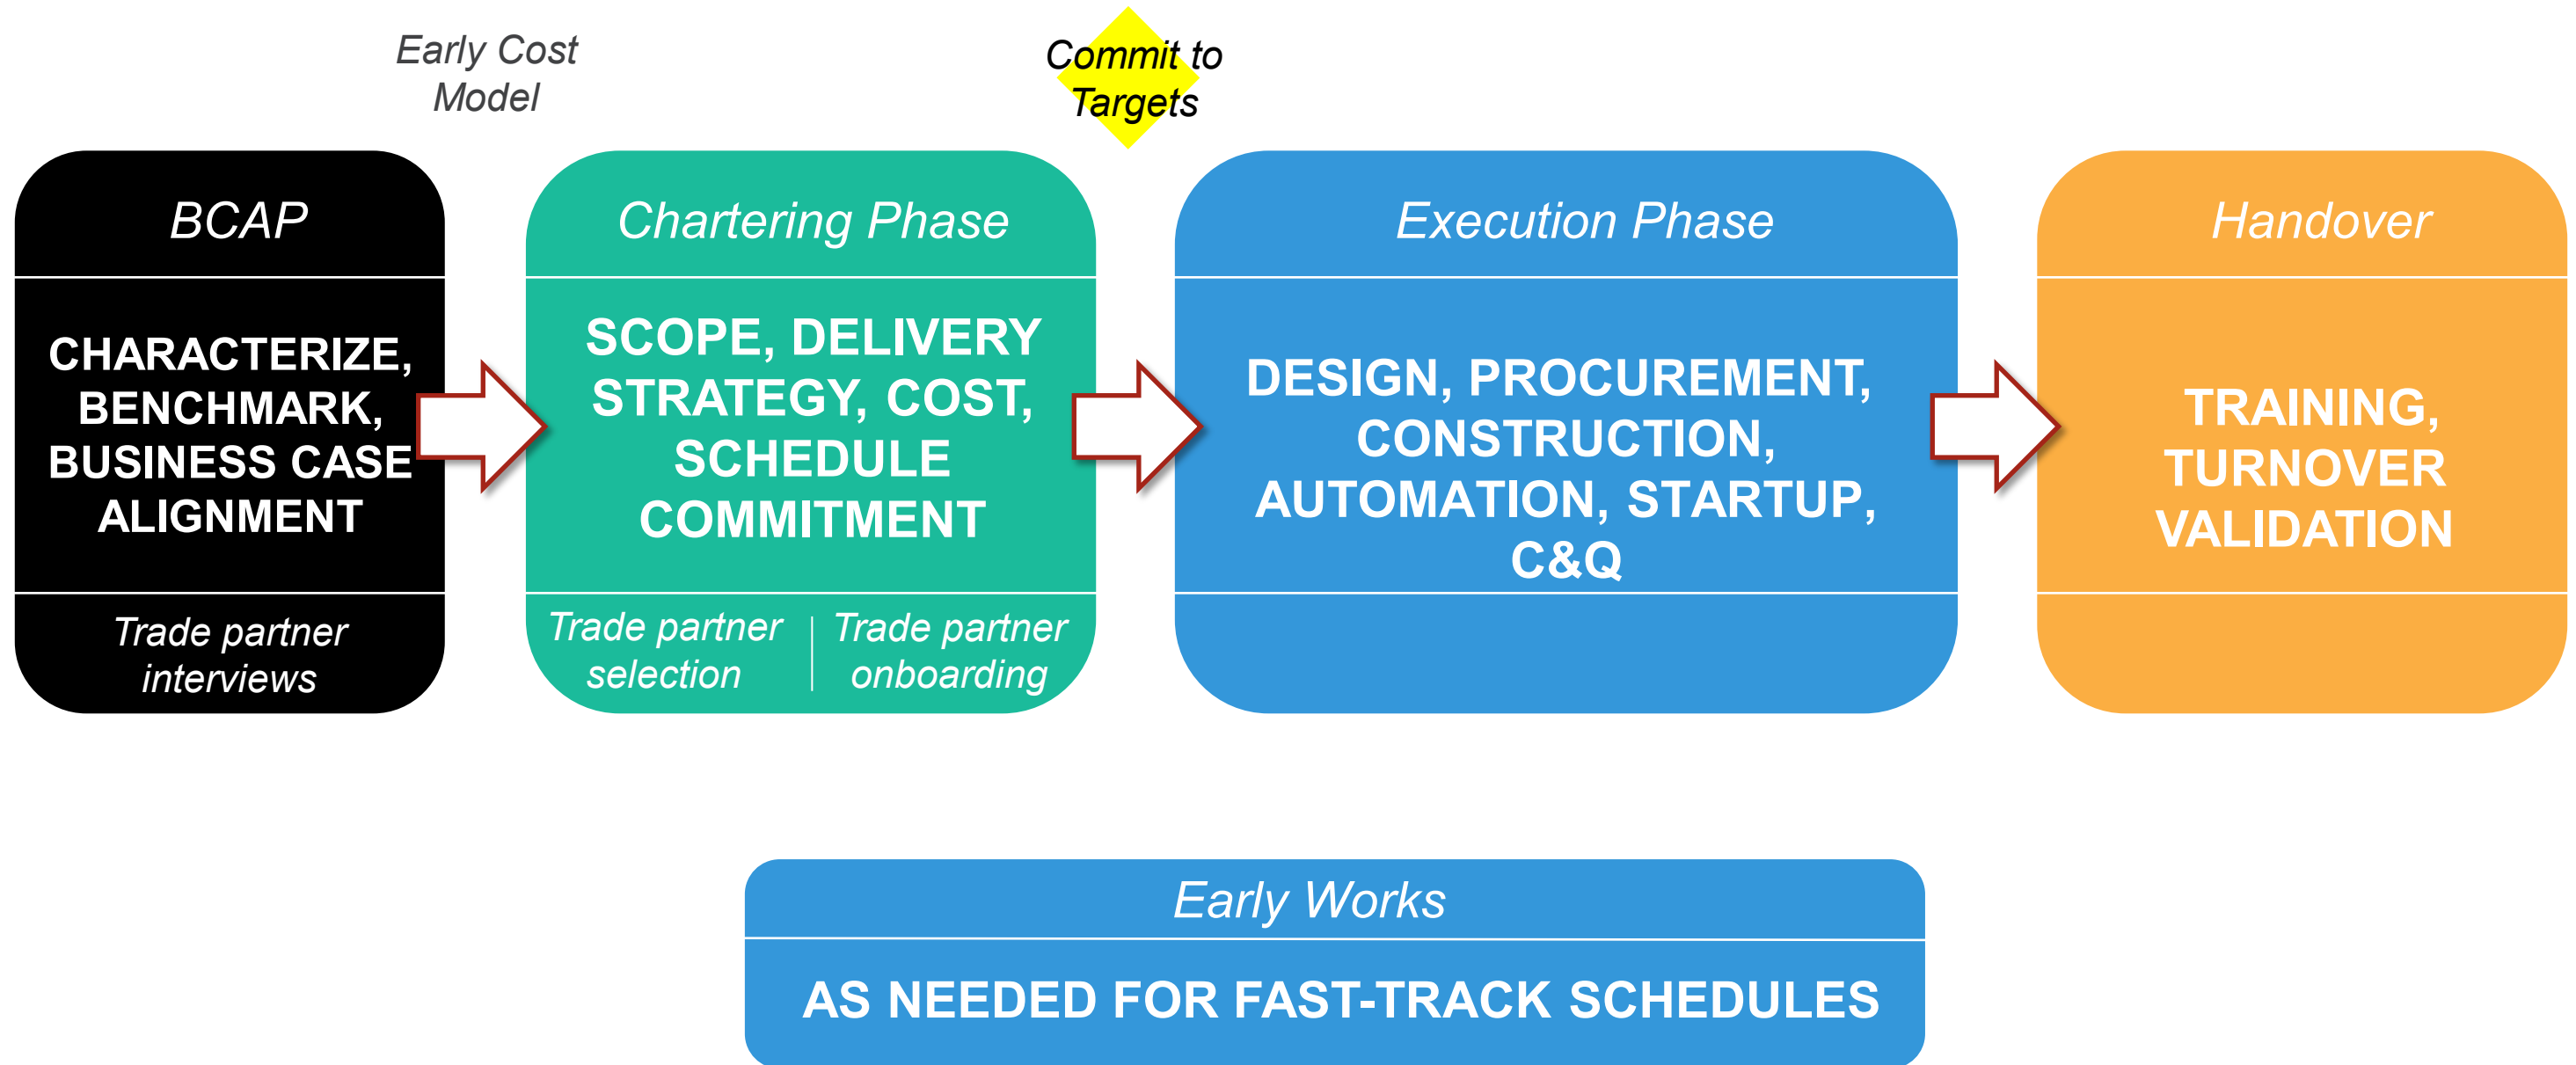 Early Cost
Model
Commit to
Targets
BCAP
CHARACTERIZE,
BENCHMARK,
BUSINESS CASE
ALIGNMENT
Trade partner
interviews
Chartering Phase
SCOPE, DELIVERY
STRATEGY, COST,
SCHEDULE
COMMITMENT
Trade partner
selection
Trade partner
onboarding
Execution Phase
DESIGN, PROCUREMENT,
CONSTRUCTION,
AUTOMATION, STARTUP,
C&Q
Handover
TRAINING,
TURNOVER
VALIDATION
Early Works
AS NEEDED FOR FAST-TRACK SCHEDULES